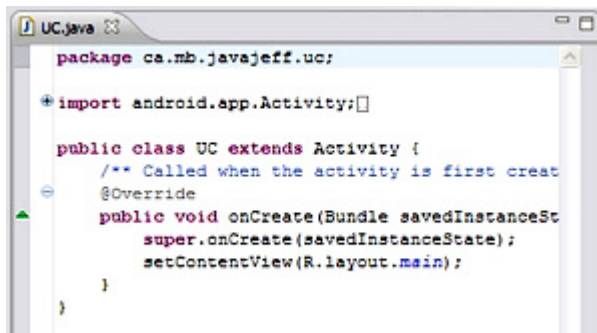 UC.java
package ca.mb.javajeff.uc;
import android.app.Activity;
public class UC extends Activity {
/** Called when the activity is first creat
@Override
public void onCreate(Bundle savedInstanceSt
super.onCreate(savedInstanceState);
setContentView(R.layout.main);
}
}